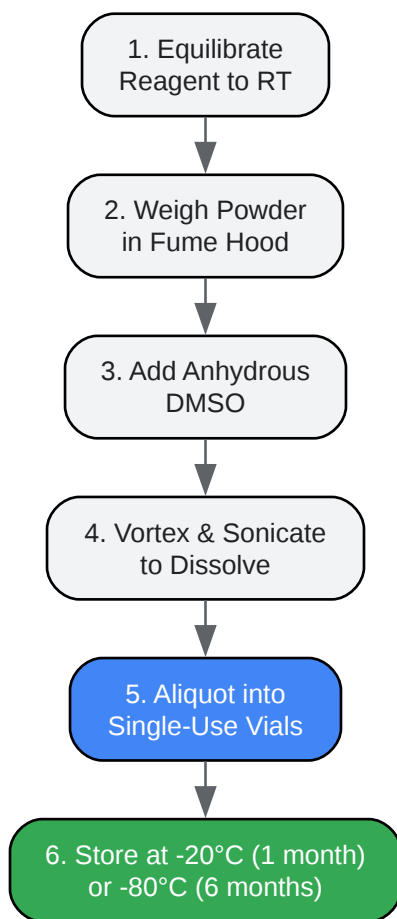 1. Equilibrate
Reagent to RT
2. Weigh Powder
in Fume Hood
3. Add Anhydrous
DMSO
4. Vortex & Sonicate
to Dissolve
5. Aliquot into
Single-Use Vials
6. Store at -20°C (1 month)
or -80°C (6 months)